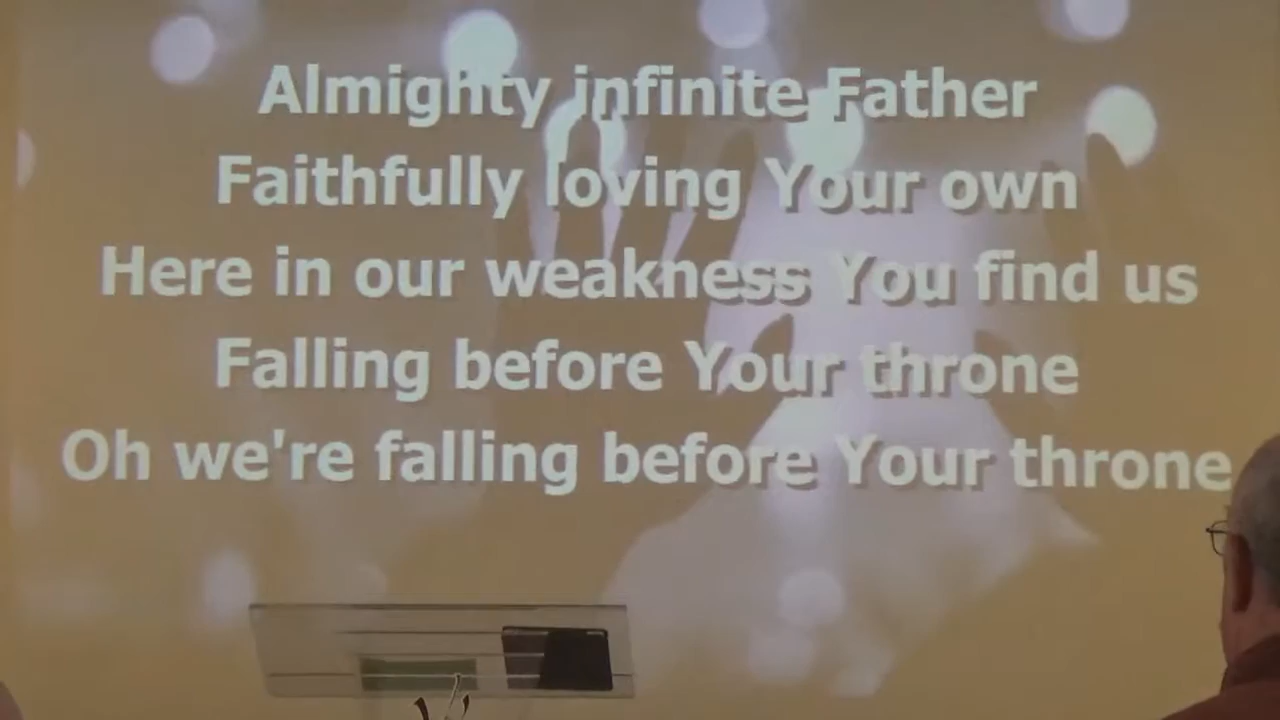 Almighty infinite Father
Faithfully loving Your own
Here in our weakness You find us
Falling before Your throne
Oh we're falling before Your throne